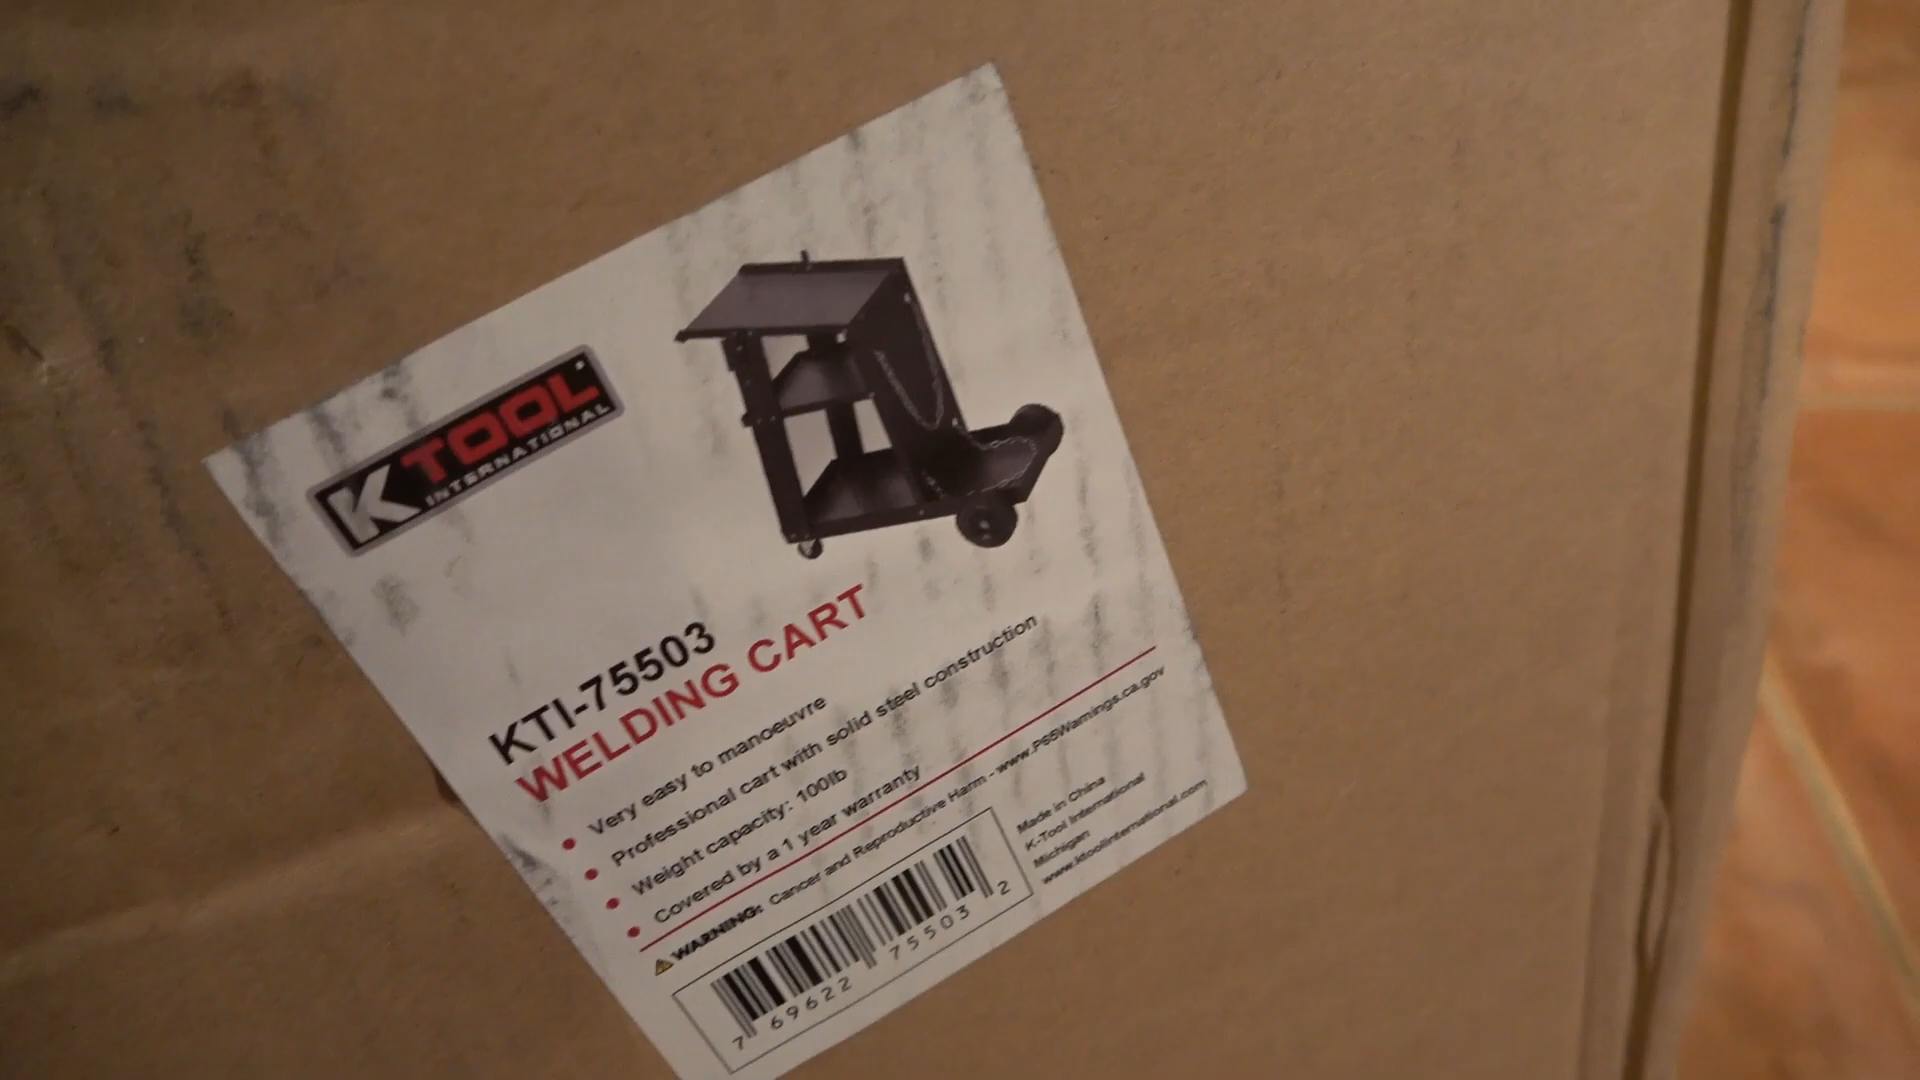 KTOOL
INTERNATIONAL
KTI-75503
WELDING CART
• Very easy to manoeuvre
• Professional cart with solid steel construction
• Weight capacity: 100lb
• Covered by a 1 year warranty
⚠WARNING: Cancer and Reproductive Harm - www.P65Warnings.ca.gov
Made in China
K-Tool International
Michigan
www.ktoolinternational.com
7 69622 75503 2